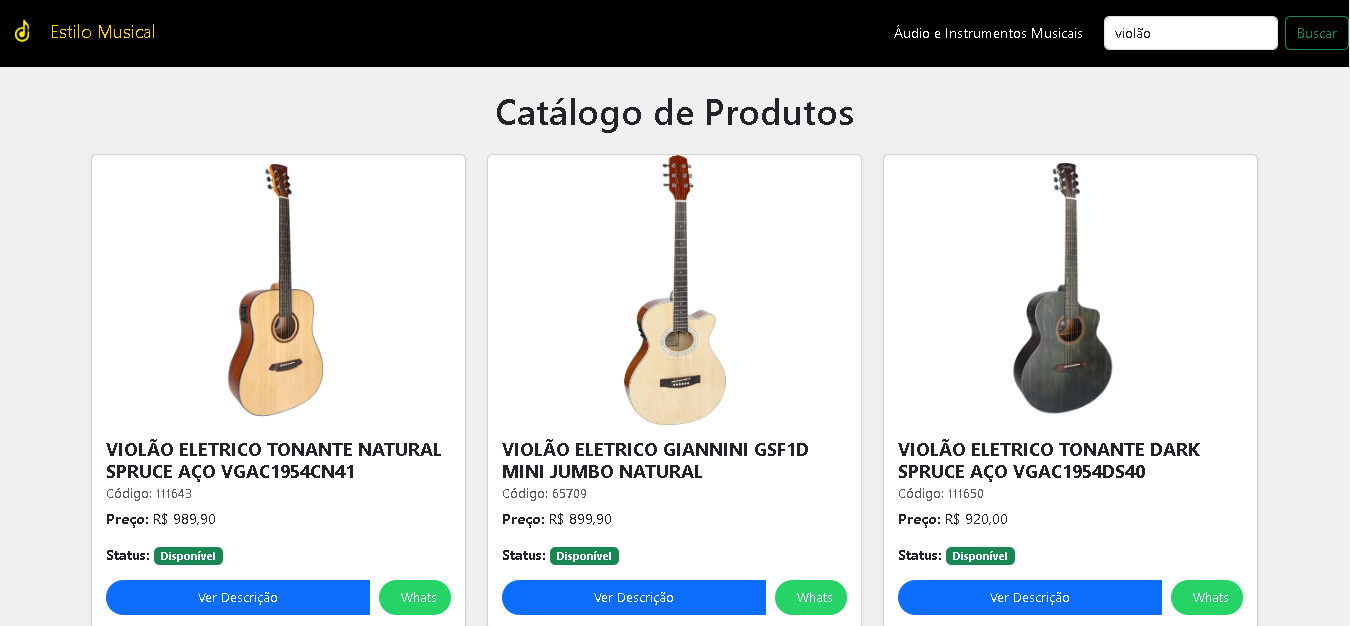 Estilo Musical
Áudio e Instrumentos Musicais
violão
Buscar
Catálogo de Produtos
VIOLÃO ELETRICO TONANTE NATURAL
SPRUCE AÇO VGAC1954CN41
Código: 111643
Preço: R$ 989,90
Status: Disponível
Ver Descrição
Whats
VIOLÃO ELETRICO GIANNINI GSF1D
MINI JUMBO NATURAL
Código: 65709
Preço: R$ 899,90
Status: Disponível
Ver Descrição
Whats
VIOLÃO ELETRICO TONANTE DARK
SPRUCE AÇO VGAC1954DS40
Código: 111650
Preço: R$ 920,00
Status: Disponível
Ver Descrição
Whats